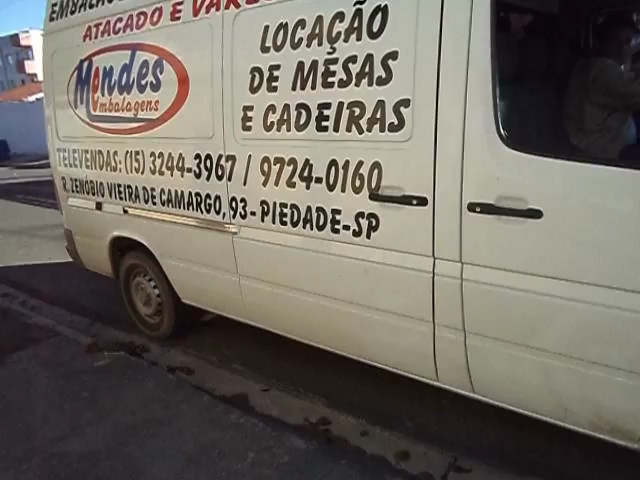 ATACADO E
Mendes
Embalagens
LOCAÇÃO
DE MESAS
E CADEIRAS
TELEVENDAS: (15) 3244-3967 / 9724-0160
R. ZENÓBIO VIEIRA DE CAMARGO, 93 - PIEDADE-SP